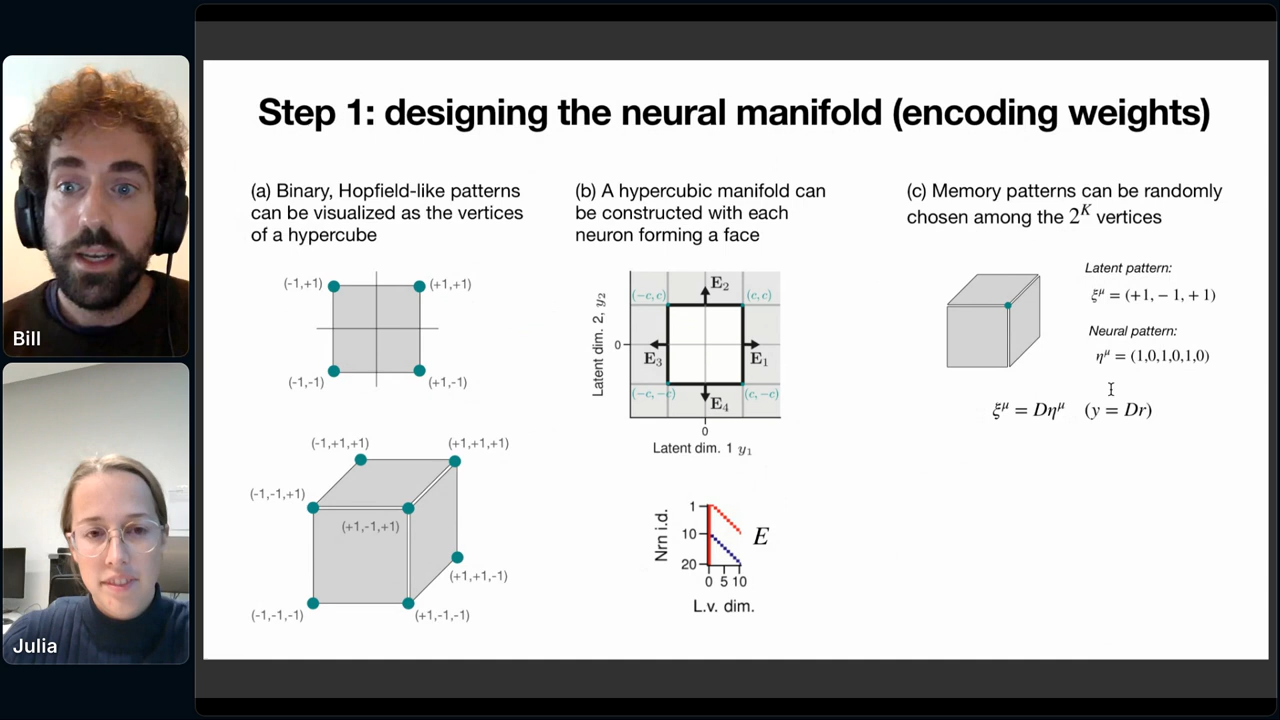 Step 1: designing the neural manifold (encoding weights)
(a) Binary, Hopfield-like patterns
can be visualized as the vertices
of a hypercube
(-1,+1)
(+1,+1)
(-1,-1)
(+1,-1)
(-1,+1,+1)
(+1,+1,+1)
(-1,-1,+1)
(+1,-1,+1)
(+1,+1,-1)
(-1,-1,-1)
(+1,-1,-1)
(b) A hypercubic manifold can
be constructed with each
neuron forming a face
Latent dim. 2, y₂
0
(−c, c)
E₂
(c, c)
E₃
E₁
(−c, −c)
E₄
(c, −c)
0
Latent dim. 1 y₁
Nrn i.d.
1
10
20
E
0 5 10
L.v. dim.
(c) Memory patterns can be randomly
chosen among the 2ᴷ vertices
Latent pattern:
ξ^μ = (+1, − 1, + 1)
Neural pattern:
η^μ = (1,0,1,0,1,0)
ξ^μ = Dη^μ (y = Dr)
Bill
Julia